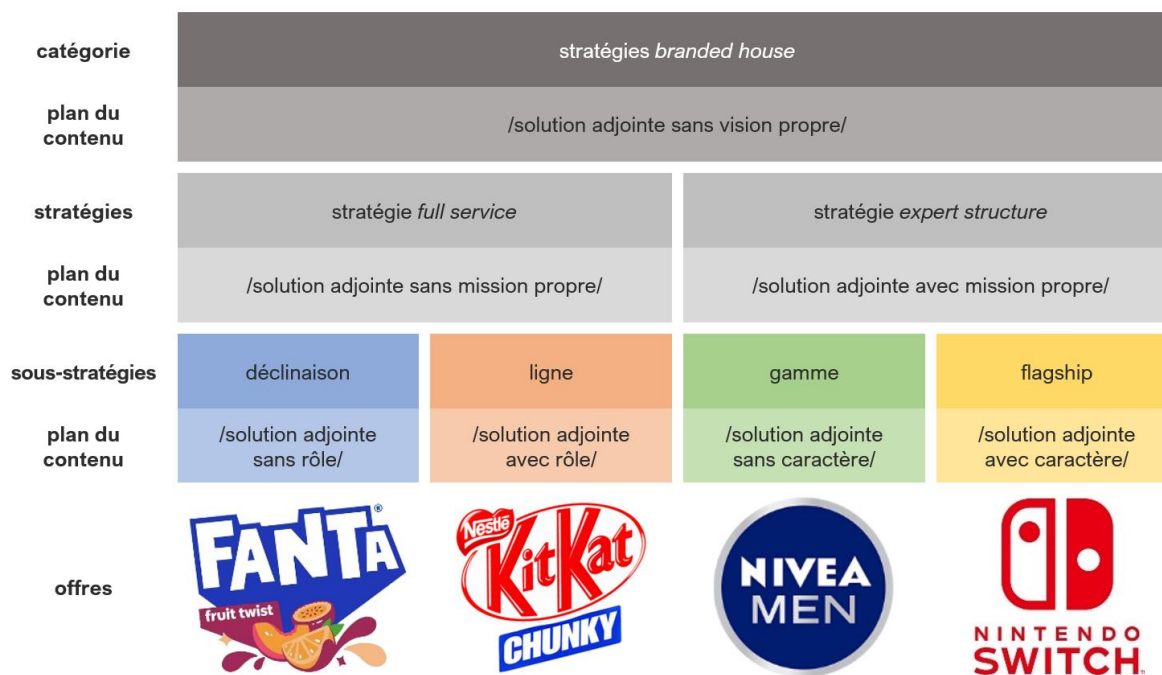 catégorie
stratégies branded house
plan du
contenu
/solution adjointe sans vision propre/
stratégies
stratégie full service
stratégie expert structure
plan du
contenu
/solution adjointe sans mission propre/
/solution adjointe avec mission propre/
sous-stratégies
déclinaison
ligne
gamme
flagship
plan du
contenu
/solution adjointe
sans rôle/
/solution adjointe
avec rôle/
/solution adjointe
sans caractère/
/solution adjointe
avec caractère/
offres
FANTA®
fruit twist
Nestlé
KitKat
CHUNKY
NIVEA
MEN
NINTENDO
SWITCH™